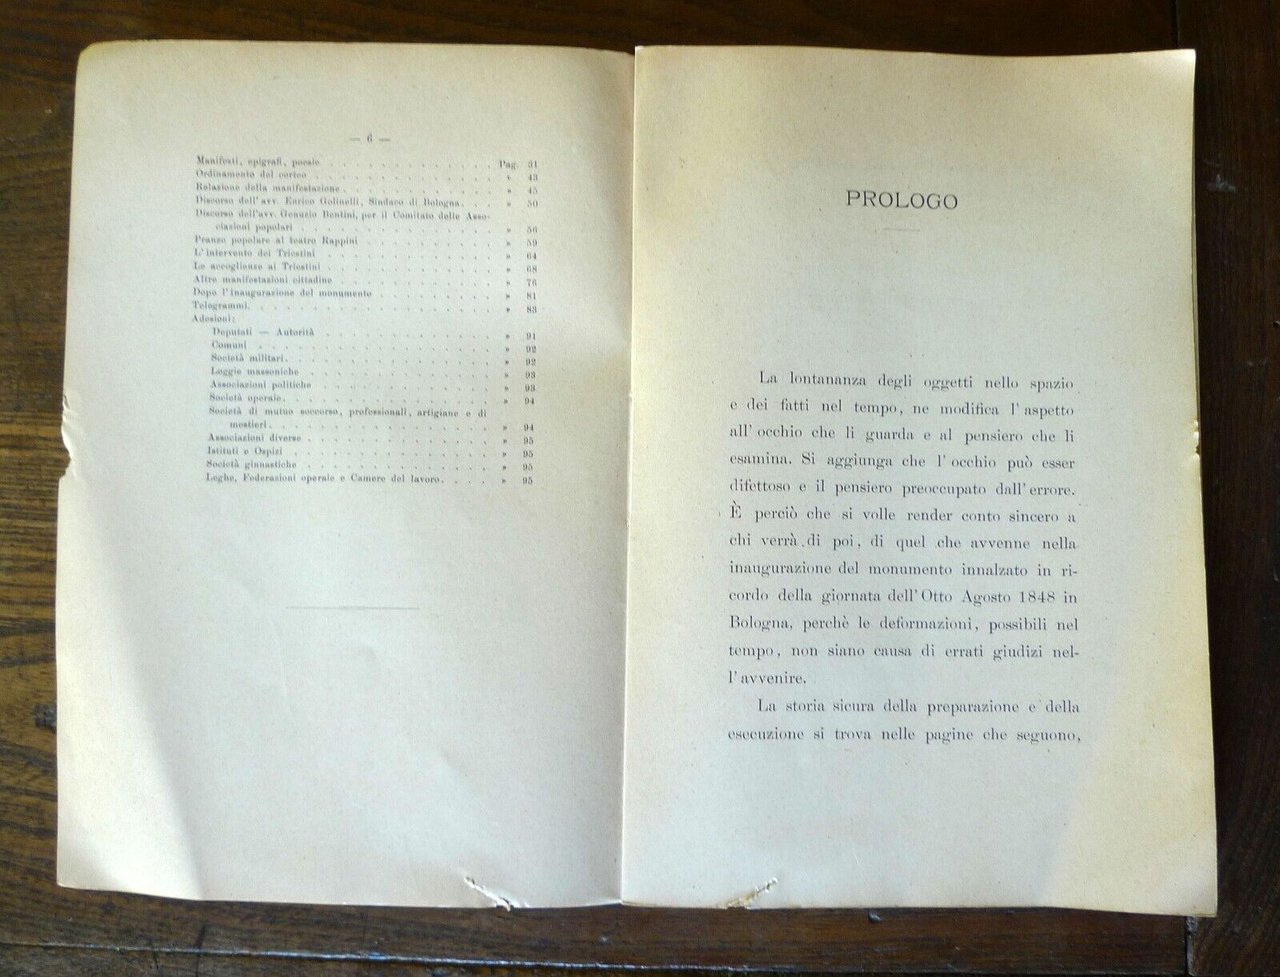 — 6 —
Manifesti, epigrafi, poesie . . . . . . . . . . . . . Pag. 31
Ordinamento del corteo . . . . . . . . . . . . . . » 43
Relazione della manifestazione . . . . . . . . . . . . » 45
Discorso dell'avv. Enrico Golinelli, Sindaco di Bologna. . . . » 50
Discorso dell'avv. Genuzio Bentini, per il Comitato delle Asso-
ciazioni popolari . . . . . . . . . . . . . . . » 56
Pranzo popolare al teatro Rappini . . . . . . . . . . » 59
L'intervento dei Triestini . . . . . . . . . . . . . » 64
Le accoglienze ai Triestini . . . . . . . . . . . . . » 68
Altre manifestazioni cittadine . . . . . . . . . . . . » 76
Dopo l'inaugurazione del monumento . . . . . . . . . » 81
Telegrammi. . . . . . . . . . . . . . . . . . . » 83
Adesioni:
Deputati — Autorità . . . . . . . . . . . . . » 91
Comuni . . . . . . . . . . . . . . . . . . » 92
Società militari. . . . . . . . . . . . . . . . » 92
Loggie massoniche . . . . . . . . . . . . . . » 93
Associazioni politiche . . . . . . . . . . . . . » 93
Società operaie. . . . . . . . . . . . . . . . » 94
Società di mutuo soccorso, professionali, artigiane e di
mestieri. . . . . . . . . . . . . . . . . » 94
Associazioni diverse . . . . . . . . . . . . . . » 95
Istituti e Ospizi . . . . . . . . . . . . . . . » 95
Società ginnastiche . . . . . . . . . . . . . . » 95
Leghe, Federazioni operaie e Camere del lavoro. . . . . » 95
PROLOGO
La lontananza degli oggetti nello spazio
e dei fatti nel tempo, ne modifica l'aspetto
all'occhio che li guarda e al pensiero che li
esamina. Si aggiunga che l'occhio può esser
difettoso e il pensiero preoccupato dall'errore.
È perciò che si volle render conto sincero a
chi verrà di poi, di quel che avvenne nella
inaugurazione del monumento innalzato in ri-
cordo della giornata dell'Otto Agosto 1848 in
Bologna, perchè le deformazioni, possibili nel
tempo, non siano causa di errati giudizi nel-
l'avvenire.
La storia sicura della preparazione e della
esecuzione si trova nelle pagine che seguono,